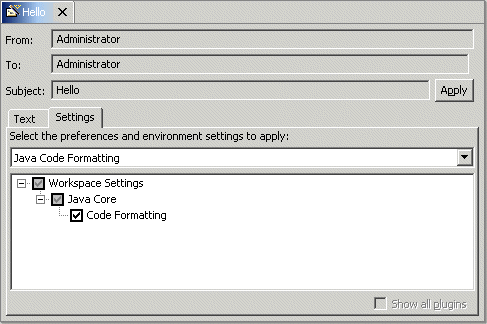 Hello
From: Administrator
To: Administrator
Subject: Hello Apply
Text Settings
Select the preferences and environment settings to apply:
Java Code Formatting
Workspace Settings
Java Core
Code Formatting
Show all plugins